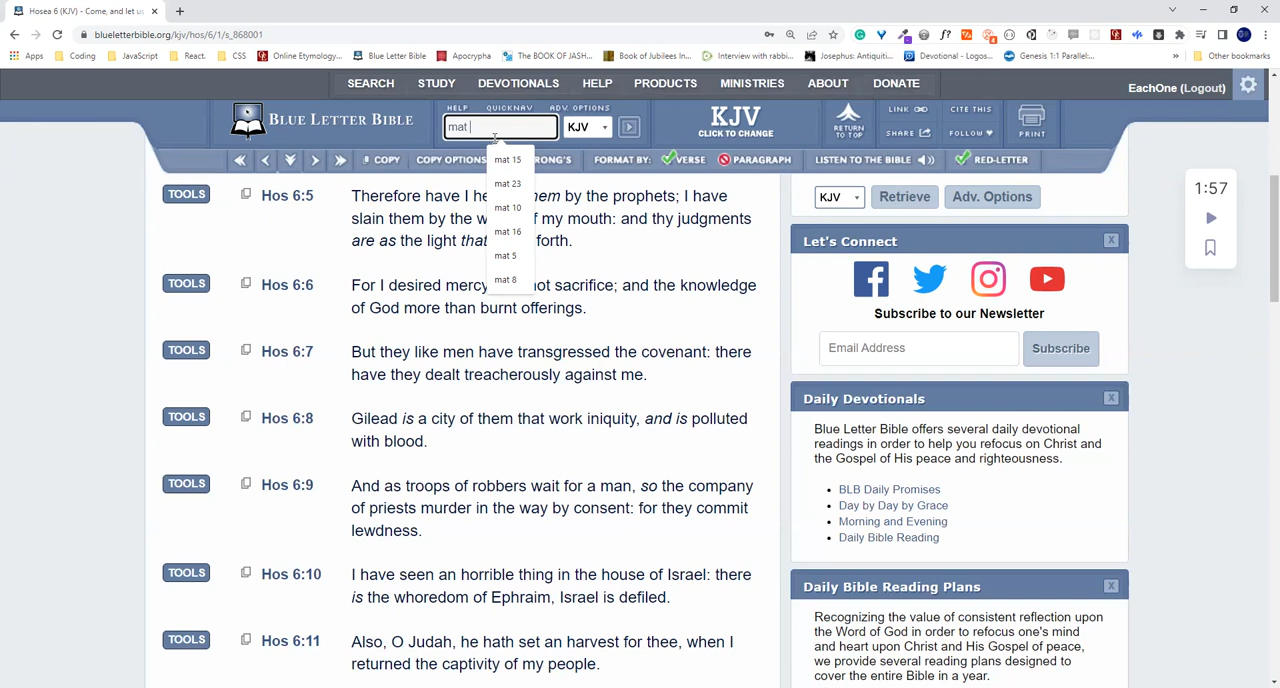 Hosea 6 (KJV) - Come, and let us
blueletterbible.org/kjv/hos/6/1/s_868001
Apps Coding JavaScript React. CSS Online Etymology... Blue Letter Bible Apocrypha The BOOK OF JASH... Book of Jubilees In... Interview with rabbi... Josephus: Antiquitie... Devotional - Logos... Genesis 1:1 Parallel:... » Other bookmarks
SEARCH STUDY DEVOTIONALS HELP PRODUCTS MINISTRIES ABOUT DONATE
EachOne (Logout)
HELP QUICKNAV ADV. OPTIONS
BLUE LETTER BIBLE
mat
KJV
KJV
CLICK TO CHANGE
RETURN
TO TOP
LINK
CITE THIS
SHARE
FOLLOW
PRINT
COPY COPY OPTIONS RONG'S FORMAT BY: VERSE PARAGRAPH LISTEN TO THE BIBLE RED-LETTER
mat 15
mat 23
mat 10
mat 16
mat 5
mat 8
TOOLS Hos 6:5 Therefore have I he em by the prophets; I have
slain them by the w f my mouth: and thy judgments
are as the light that forth.
TOOLS Hos 6:6 For I desired mercy ot sacrifice; and the knowledge
of God more than burnt offerings.
TOOLS Hos 6:7 But they like men have transgressed the covenant: there
have they dealt treacherously against me.
TOOLS Hos 6:8 Gilead is a city of them that work iniquity, and is polluted
with blood.
TOOLS Hos 6:9 And as troops of robbers wait for a man, so the company
of priests murder in the way by consent: for they commit
lewdness.
TOOLS Hos 6:10 I have seen an horrible thing in the house of Israel: there
is the whoredom of Ephraim, Israel is defiled.
TOOLS Hos 6:11 Also, O Judah, he hath set an harvest for thee, when I
returned the captivity of my people.
KJV Retrieve Adv. Options
Let's Connect X
Subscribe to our Newsletter
Email Address Subscribe
Daily Devotionals X
Blue Letter Bible offers several daily devotional
readings in order to help you refocus on Christ and
the Gospel of His peace and righteousness.
BLB Daily Promises
Day by Day by Grace
Morning and Evening
Daily Bible Reading
Daily Bible Reading Plans X
Recognizing the value of consistent reflection upon
the Word of God in order to refocus one's mind
and heart upon Christ and His Gospel of peace,
we provide several reading plans designed to
cover the entire Bible in a year.
1:57